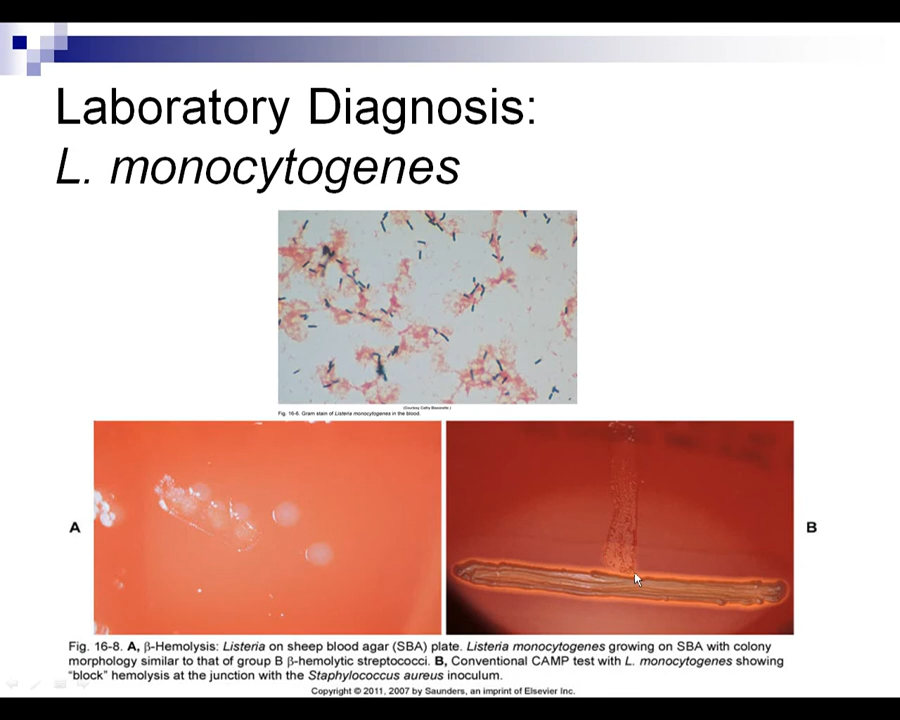 Laboratory Diagnosis:
L. monocytogenes
(Courtesy Cathy Bissonette.)
Fig. 16-6. Gram stain of Listeria monocytogenes in the blood.
A
B
Fig. 16-8. A, β-Hemolysis: Listeria on sheep blood agar (SBA) plate. Listeria monocytogenes growing on SBA with colony
morphology similar to that of group B β-hemolytic streptococci. B, Conventional CAMP test with L. monocytogenes showing
"block" hemolysis at the junction with the Staphylococcus aureus inoculum.
Copyright © 2011, 2007 by Saunders, an imprint of Elsevier Inc.